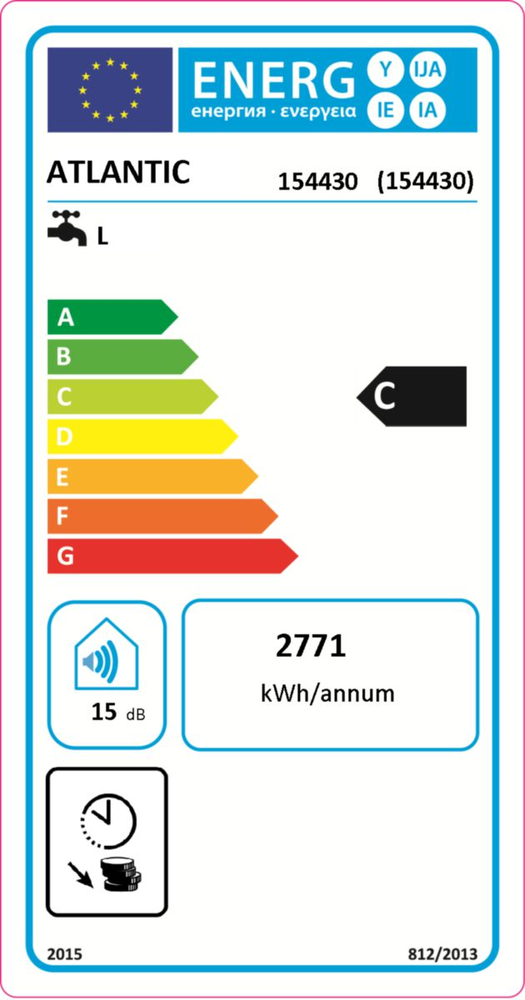 ENERG Y IJA
енергия · ενεργεια IE IA
ATLANTIC 154430 (154430)
L
A
B
C
C
D
E
F
G
2771
kWh/annum
15 dB
2015 812/2013